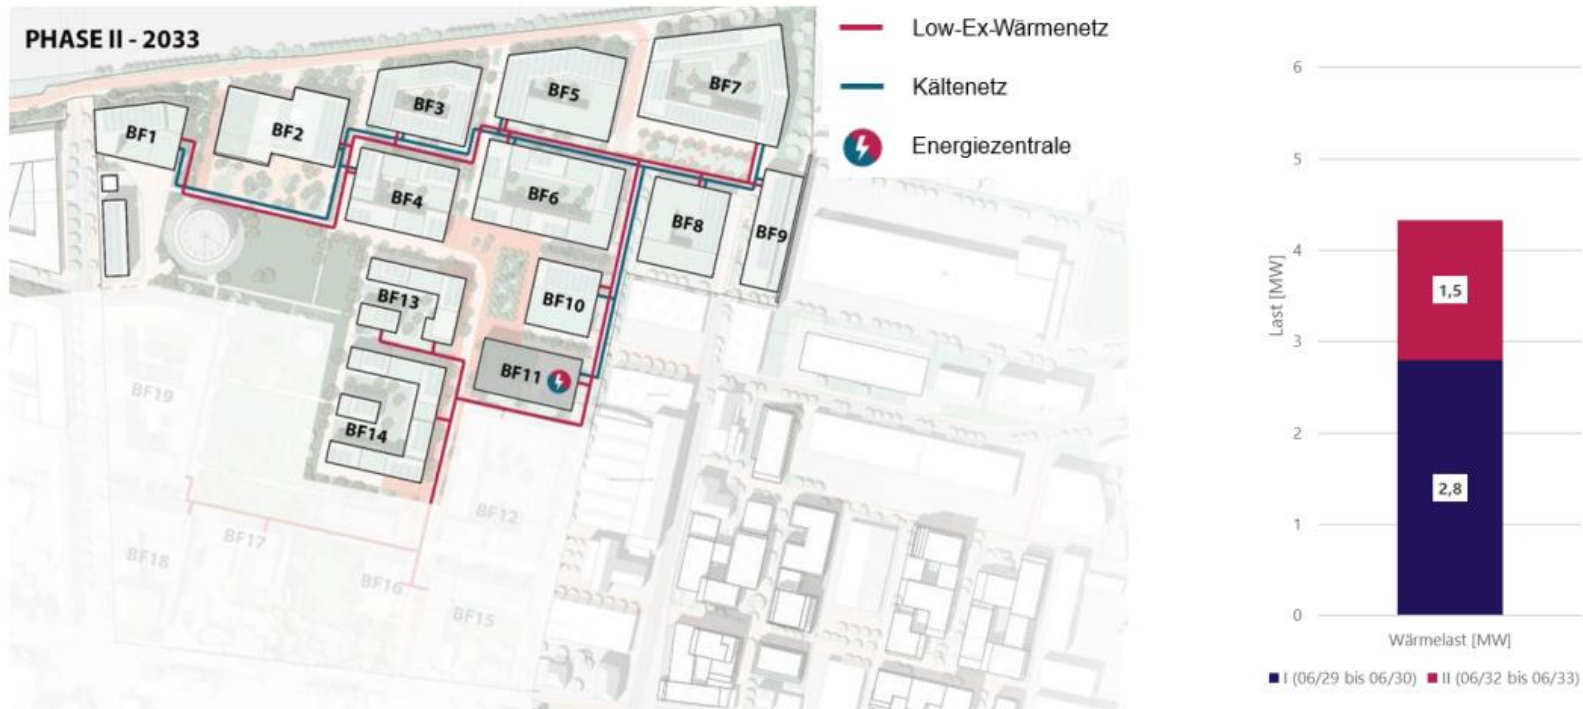 PHASE II - 2033
BF1
BF2
BF3
BF5
BF7
BF4
BF6
BF8
BF9
BF13
BF10
BF11
BF14
BF19
BF12
BF17
BF18
BF16
BF15
Low-Ex-Wärmenetz
Kältenetz
Energiezentrale
Last [MW]
6
5
4
3
2
1
0
1,5
2,8
Wärmelast [MW]
I (06/29 bis 06/30) II (06/32 bis 06/33)